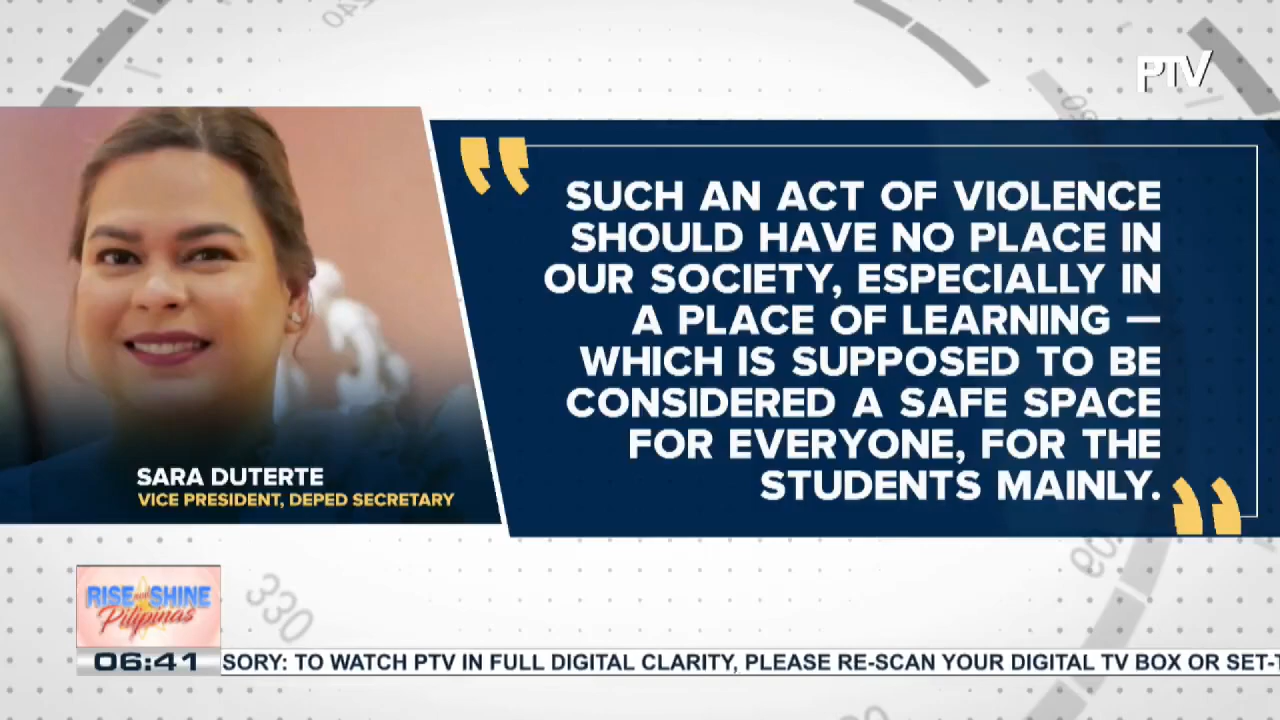 PTV
SUCH AN ACT OF VIOLENCE
SHOULD HAVE NO PLACE IN
OUR SOCIETY, ESPECIALLY IN
A PLACE OF LEARNING —
WHICH IS SUPPOSED TO BE
CONSIDERED A SAFE SPACE
FOR EVERYONE, FOR THE
STUDENTS MAINLY.
SARA DUTERTE
VICE PRESIDENT, DEPED SECRETARY
RISE AND SHINE
Pilipinas
330
06:41
SORY: TO WATCH PTV IN FULL DIGITAL CLARITY, PLEASE RE-SCAN YOUR DIGITAL TV BOX OR SET-T